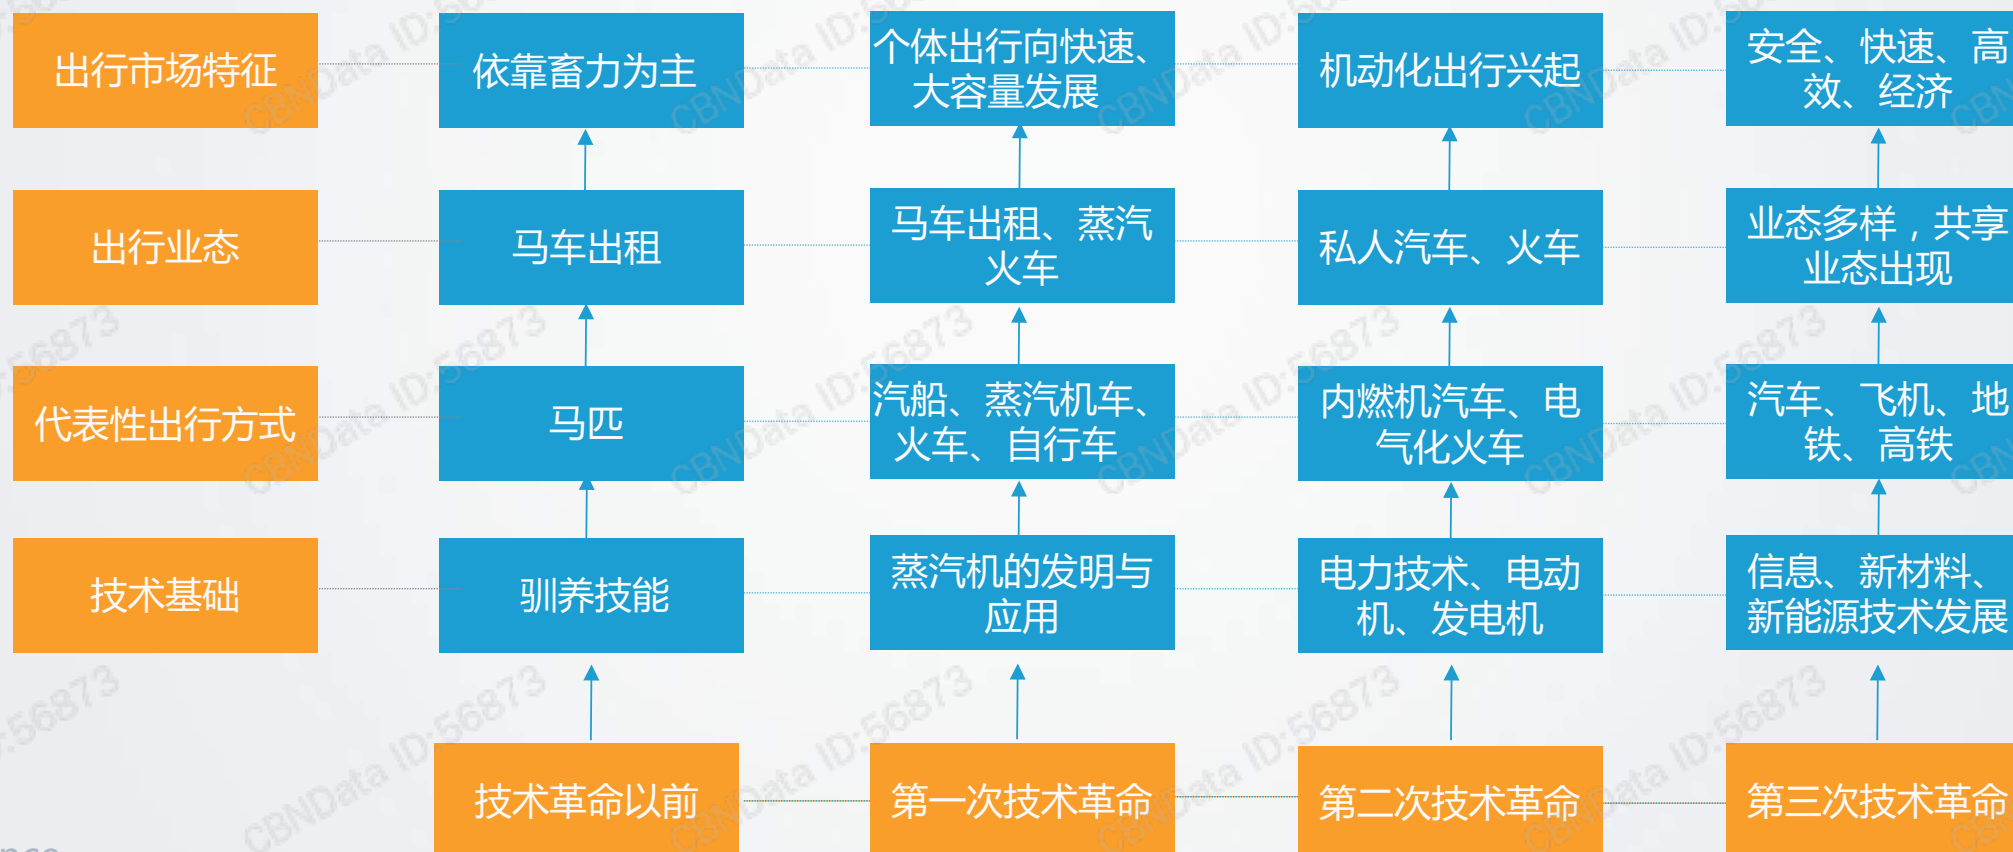 出行市场特征
依靠畜力为主
个体出行向快速、
大容量发展
机动化出行兴起
安全、快速、高
效、经济
出行业态
马车出租
马车出租、蒸汽
火车
私人汽车、火车
业态多样，共享
业态出现
代表性出行方式
马匹
汽船、蒸汽机车、
火车、自行车
内燃机汽车、电
气化火车
汽车、飞机、地
铁、高铁
技术基础
驯养技能
蒸汽机的发明与
应用
电力技术、电动
机、发电机
信息、新材料、
新能源技术发展
技术革命以前
第一次技术革命
第二次技术革命
第三次技术革命
CBNData ID:56873